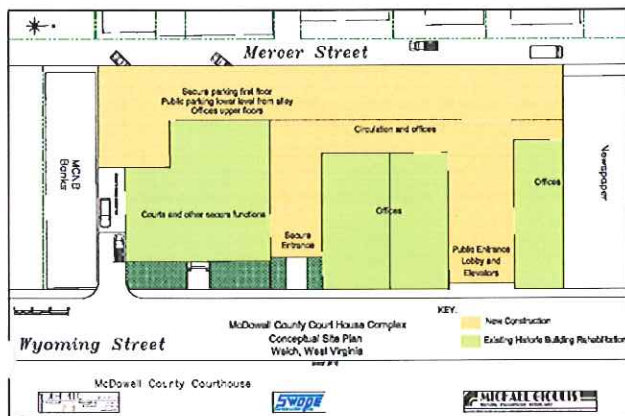 Mercer Street
Secure parking first floor
Public parking lower level from alley
Offices upper floors
Circulation and offices
MCNB
Banks
Newspaper
Courts and other secure functions
Offices
Offices
Secure
Entrance
Public Entrance
Lobby and
Elevators
KEY:
McDowell County Court House Complex
Conceptual Site Plan
Welch, West Virginia
New Construction
Existing Historic Building Rehabilitation
Wyoming Street
McDowell County Courthouse
SWOPE
MICHAEL GIOULIS